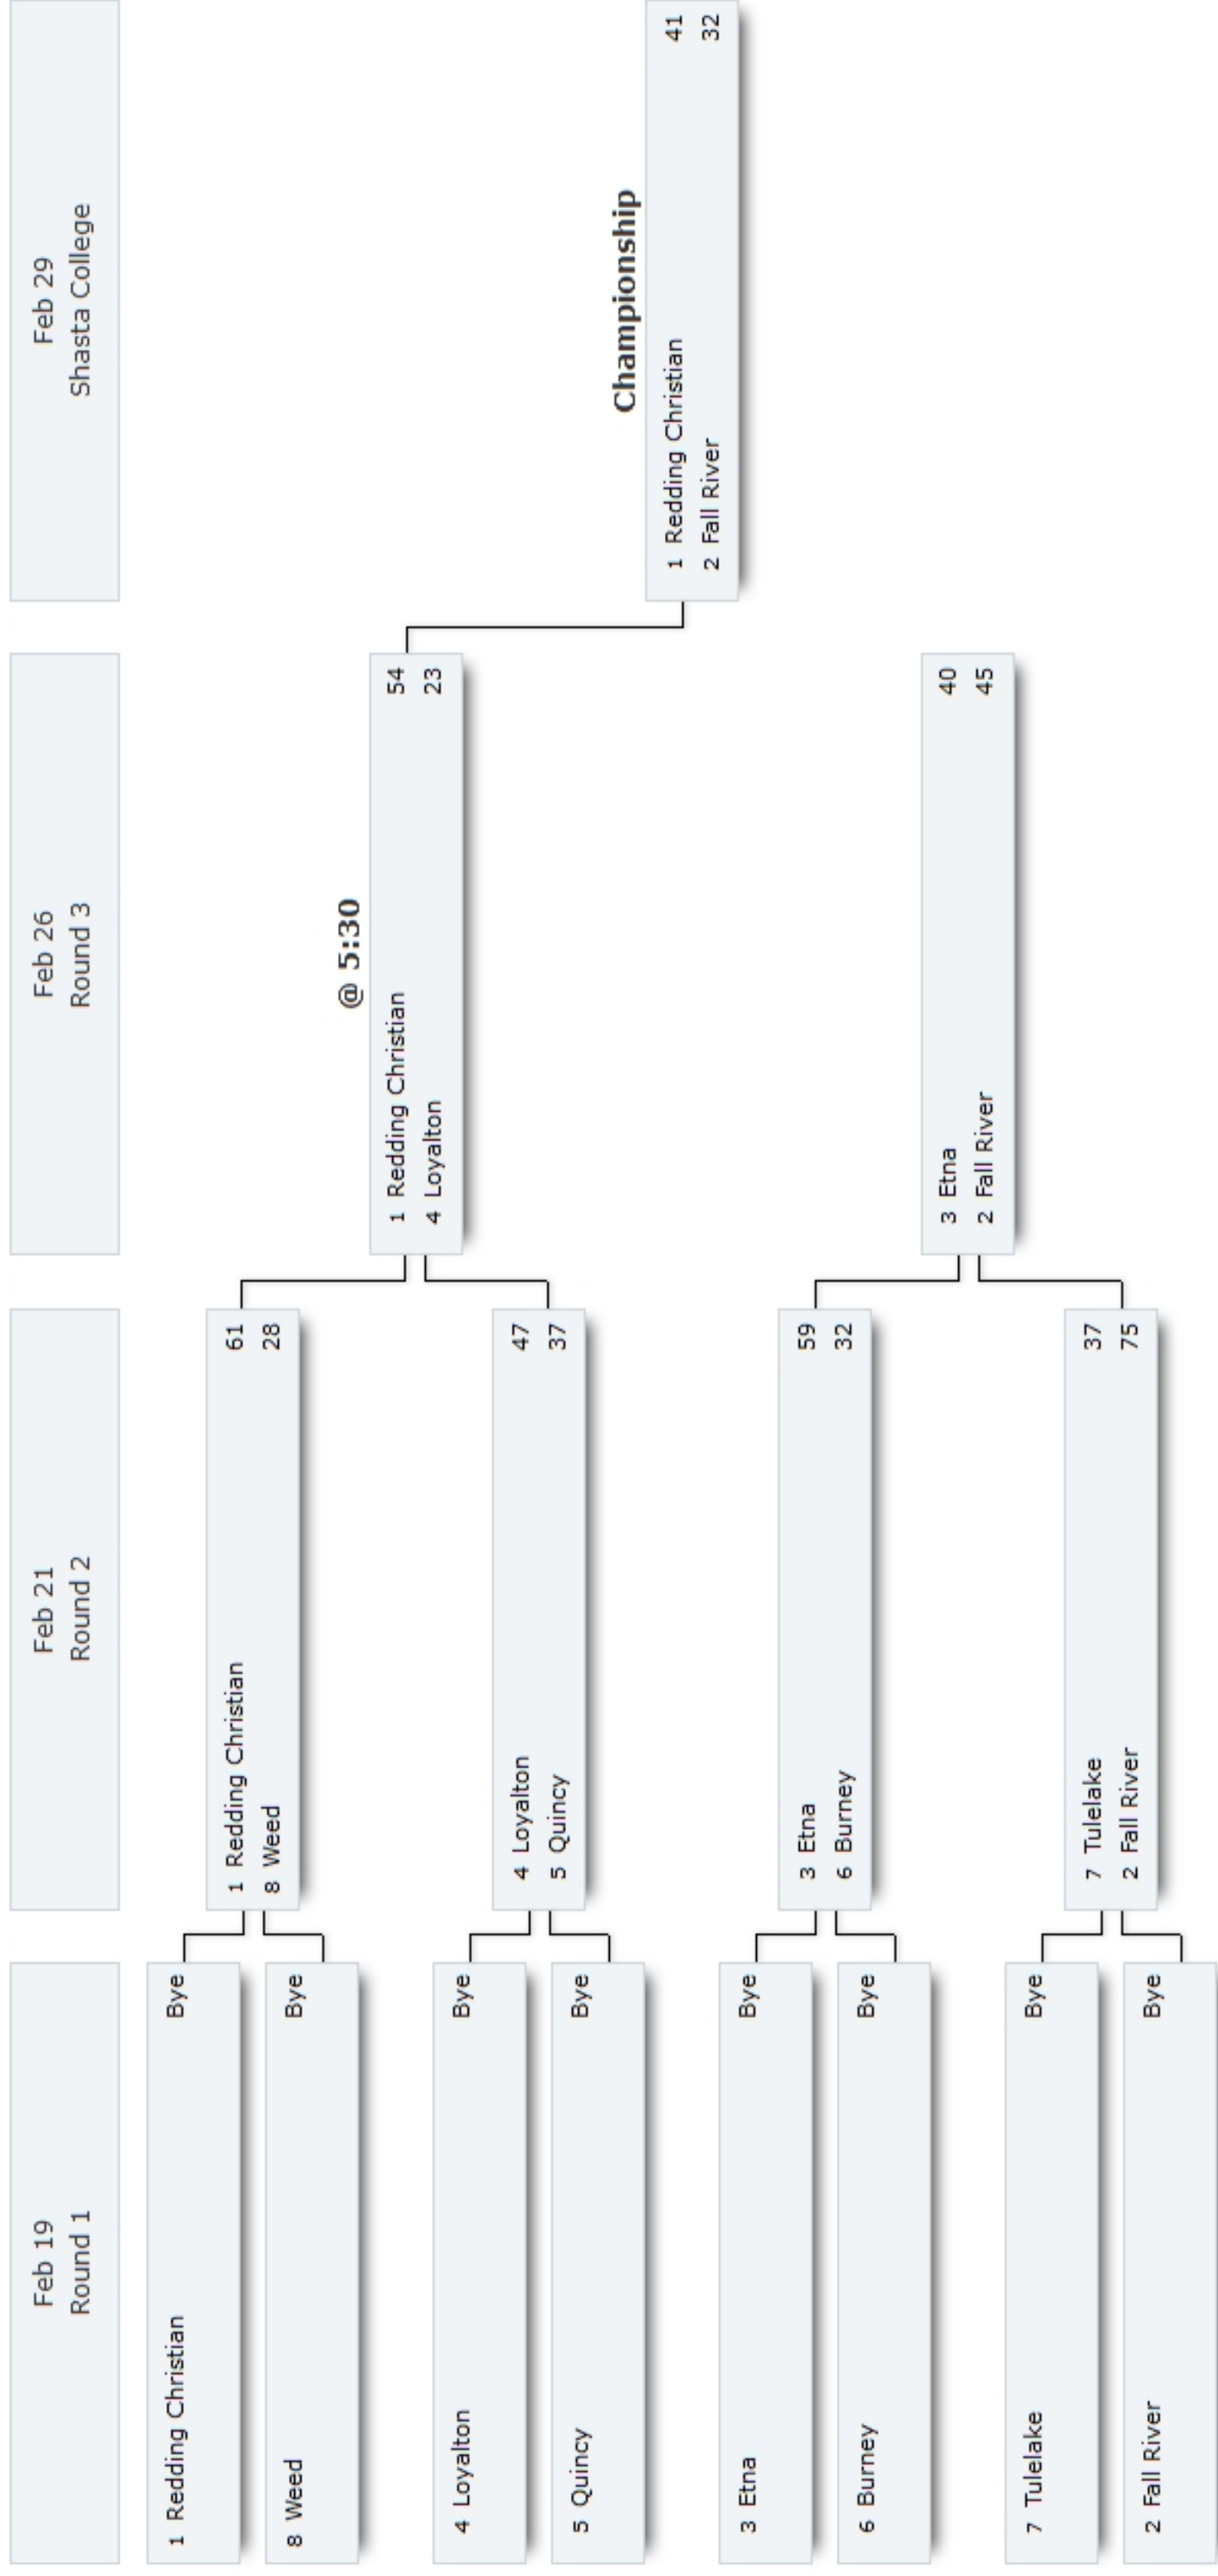 Feb 19
Round 1
Feb 21
Round 2
Feb 26
Round 3
Feb 29
Shasta College
1 Redding Christian Bye
8 Weed Bye
4 Loyalton Bye
5 Quincy Bye
3 Etna Bye
6 Burney Bye
7 Tulelake Bye
2 Fall River Bye
1 Redding Christian 61
8 Weed 28
4 Loyalton 47
5 Quincy 37
3 Etna 59
6 Burney 32
7 Tulelake 37
2 Fall River 75
@ 5:30
1 Redding Christian 54
4 Loyalton 23
3 Etna 40
2 Fall River 45
Championship
1 Redding Christian 41
2 Fall River 32